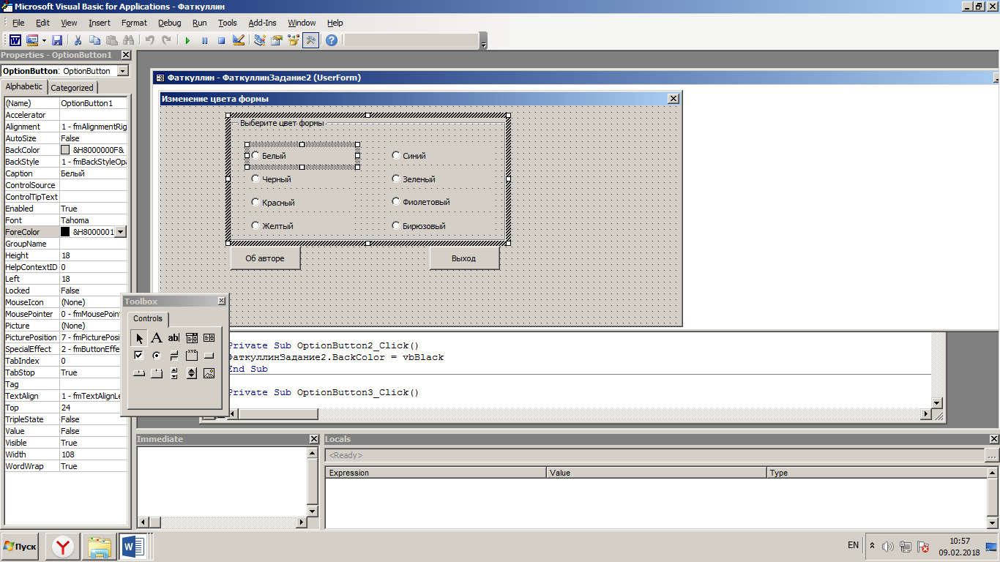 Microsoft Visual Basic for Applications - Фаткуллин
File Edit View Insert Format Debug Run Tools Add-Ins Window Help
Properties - OptionButton1
OptionButton1 OptionButton
Alphabetic Categorized
(Name) OptionButton1
Accelerator
Alignment 1 - fmAlignmentRig
AutoSize False
BackColor &H8000000F&
BackStyle 1 - fmBackStyleOpa
Caption Белый
ControlSource
ControlTipText
Enabled True
Font Tahoma
ForeColor &H8000001
GroupName
Height 18
HelpContextID 0
Left 18
Locked False
MouseIcon (None)
MousePointer 0 - fmMousePoint
Picture (None)
PicturePosition 7 - fmPicturePosi
SpecialEffect 2 - fmButtonEffe
TabIndex 0
TabStop True
Tag
TextAlign 1 - fmTextAlignLe
Top 24
TripleState False
Value False
Visible True
Width 108
WordWrap True
Toolbox
Controls
Фаткуллин - ФаткуллинЗадание2 (UserForm)
Изменение цвета формы
Выберите цвет формы
Белый Синий
Черный Зеленый
Красный Фиолетовый
Желтый Бирюзовый
Об авторе Выход
Private Sub OptionButton2_Click()
ФаткуллинЗадание2.BackColor = vbBlack
End Sub
Private Sub OptionButton3_Click()
Immediate
Locals
<Ready>
Expression Value Type
Пуск
EN
10:57
09.02.2018